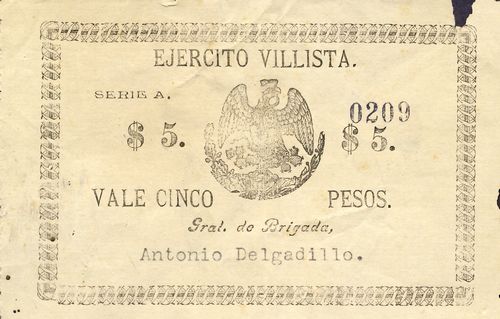 EJERCITO VILLISTA.
SERIE A.
0209
$ 5. $ 5.
VALE CINCO PESOS.
Gral. de Brigada,
Antonio Delgadillo.